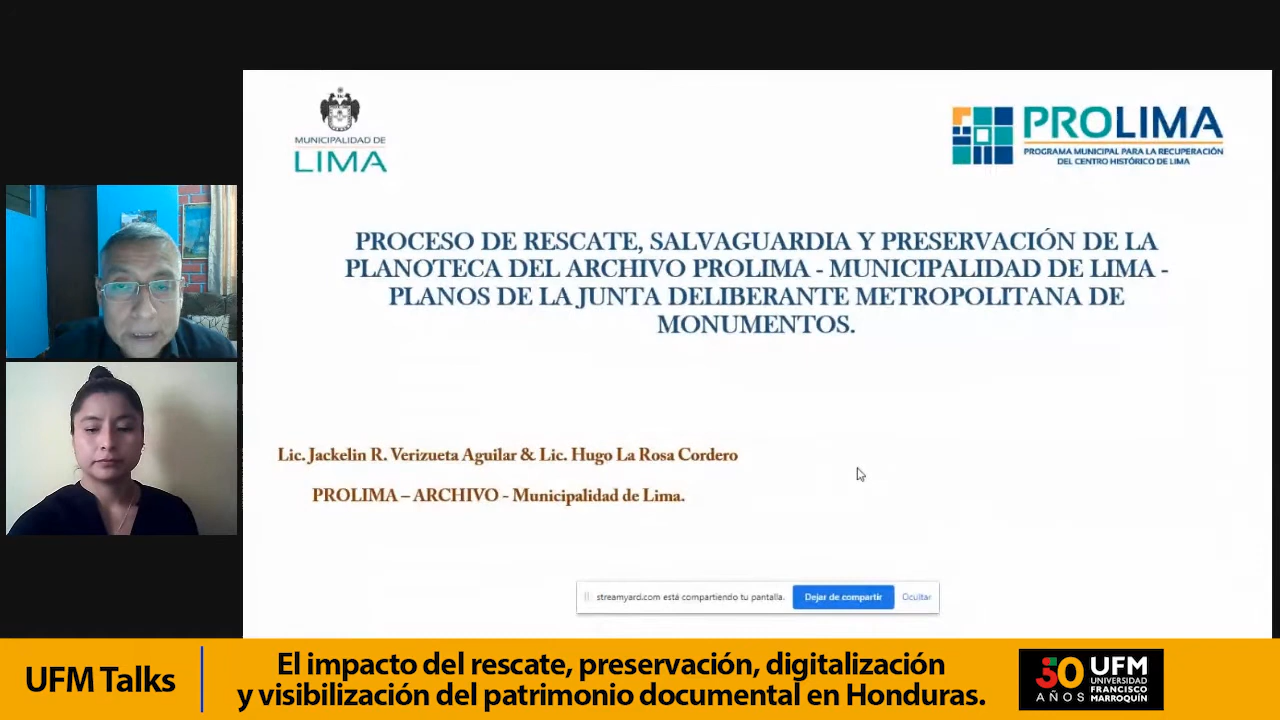 MUNICIPALIDAD DE
LIMA
PROLIMA
PROGRAMA MUNICIPAL PARA LA RECUPERACIÓN
DEL CENTRO HISTÓRICO DE LIMA
PROCESO DE RESCATE, SALVAGUARDIA Y PRESERVACIÓN DE LA
PLANOTECA DEL ARCHIVO PROLIMA - MUNICIPALIDAD DE LIMA -
PLANOS DE LA JUNTA DELIBERANTE METROPOLITANA DE
MONUMENTOS.
Lic. Jackelin R. Verizueta Aguilar & Lic. Hugo La Rosa Cordero
PROLIMA – ARCHIVO - Municipalidad de Lima.
streamyard.com está compartiendo tu pantalla.
Dejar de compartir
Ocultar
UFM Talks
El impacto del rescate, preservación, digitalización
y visibilización del patrimonio documental en Honduras.
50
AÑOS
UFM
UNIVERSIDAD
FRANCISCO
MARROQUÍN